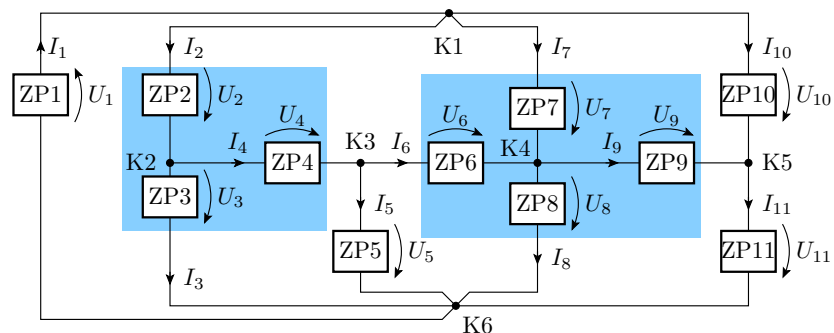 K1
I1 I2 I7 I10
ZP1 U1 ZP2 U2 ZP7 U7 ZP10 U10
I4 U4 K3 I6 U6 K4 I9 U9
K2 ZP4 ZP6 ZP9 K5
ZP3 U3 I5 ZP8 U8 I11
ZP5 U5 ZP11 U11
I3 I8
K6